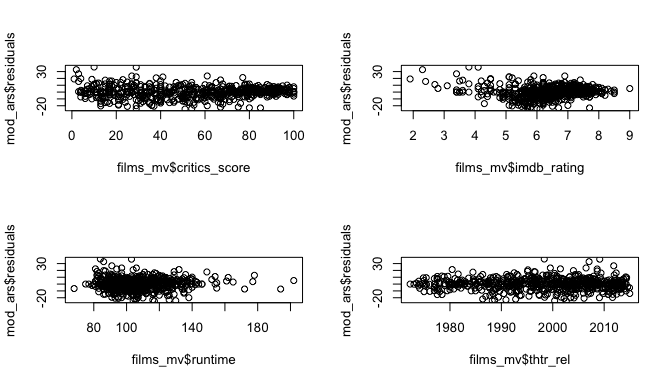 mod_ars$residuals
-20 30
0 20 40 60 80 100
films_mv$critics_score
mod_ars$residuals
-20 30
2 3 4 5 6 7 8 9
films_mv$imdb_rating
mod_ars$residuals
-20 30
80 100 140 180
films_mv$runtime
mod_ars$residuals
-20 30
1980 1990 2000 2010
films_mv$thtr_rel